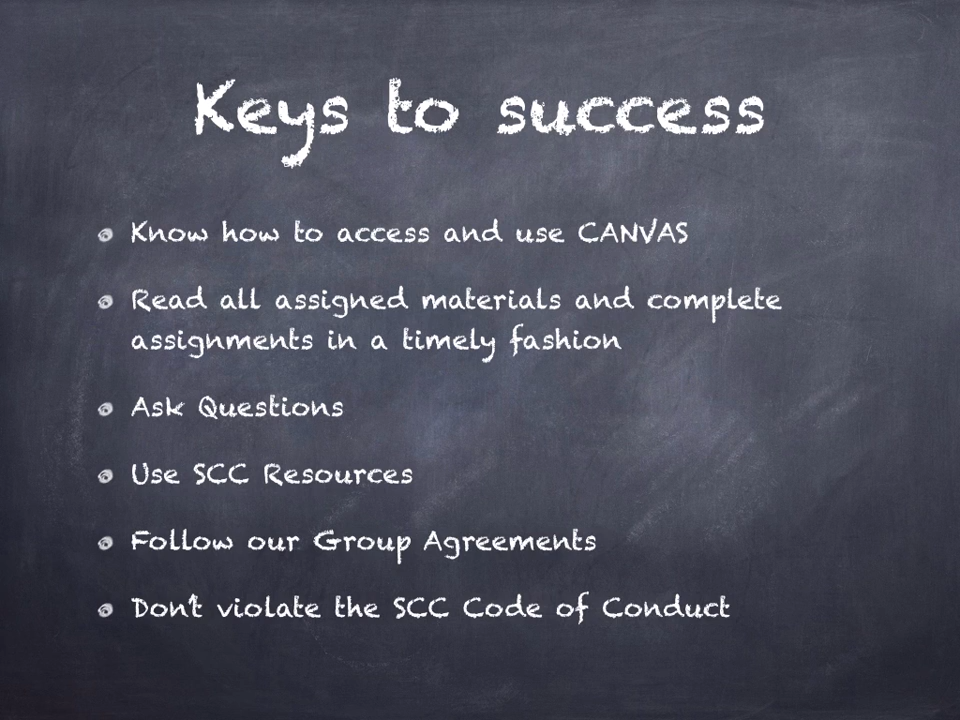 Keys to success
Know how to access and use CANVAS
Read all assigned materials and complete
assignments in a timely fashion
Ask Questions
Use SCC Resources
Follow our Group Agreements
Don't violate the SCC Code of Conduct